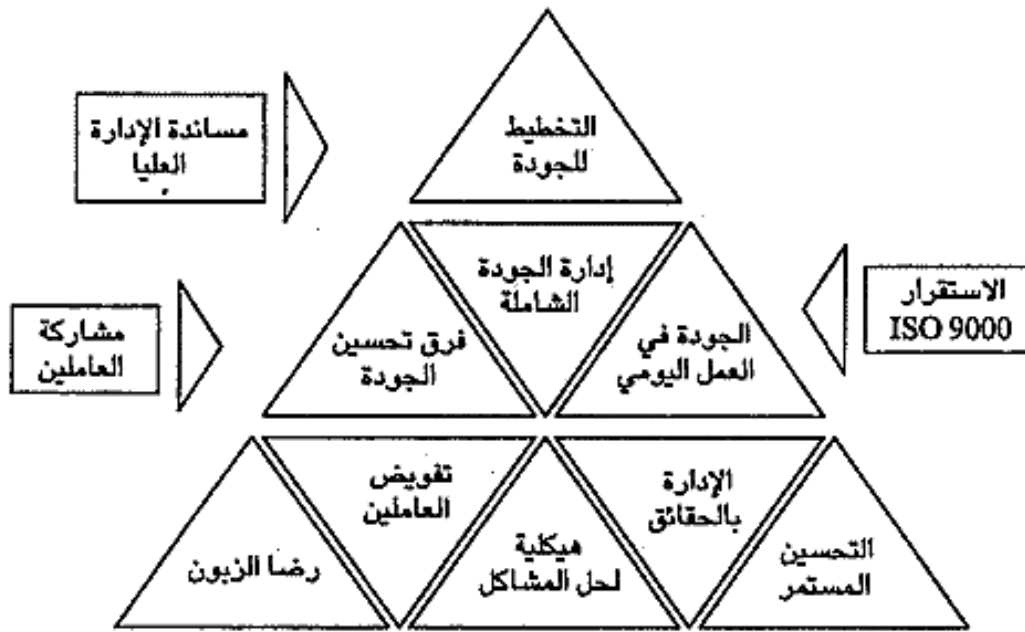 التخطيط
للجودة
مساندة الإدارة
العليا
إدارة الجودة
الشاملة
الاستقرار
ISO 9000
الجودة في
العمل اليومي
فرق تحسين
الجودة
مشاركة
العاملين
الإدارة
بالحقائق
تفويض
العاملين
التحسين
المستمر
هيكلية
لحل المشاكل
رضا الزبون